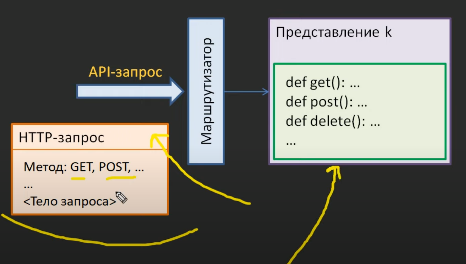 Представление k
API-запрос
Маршрутизатор
def get(): ...
def post(): ...
def delete(): ...
...
HTTP-запрос
Метод: GET, POST, ...
...
<Тело запроса>